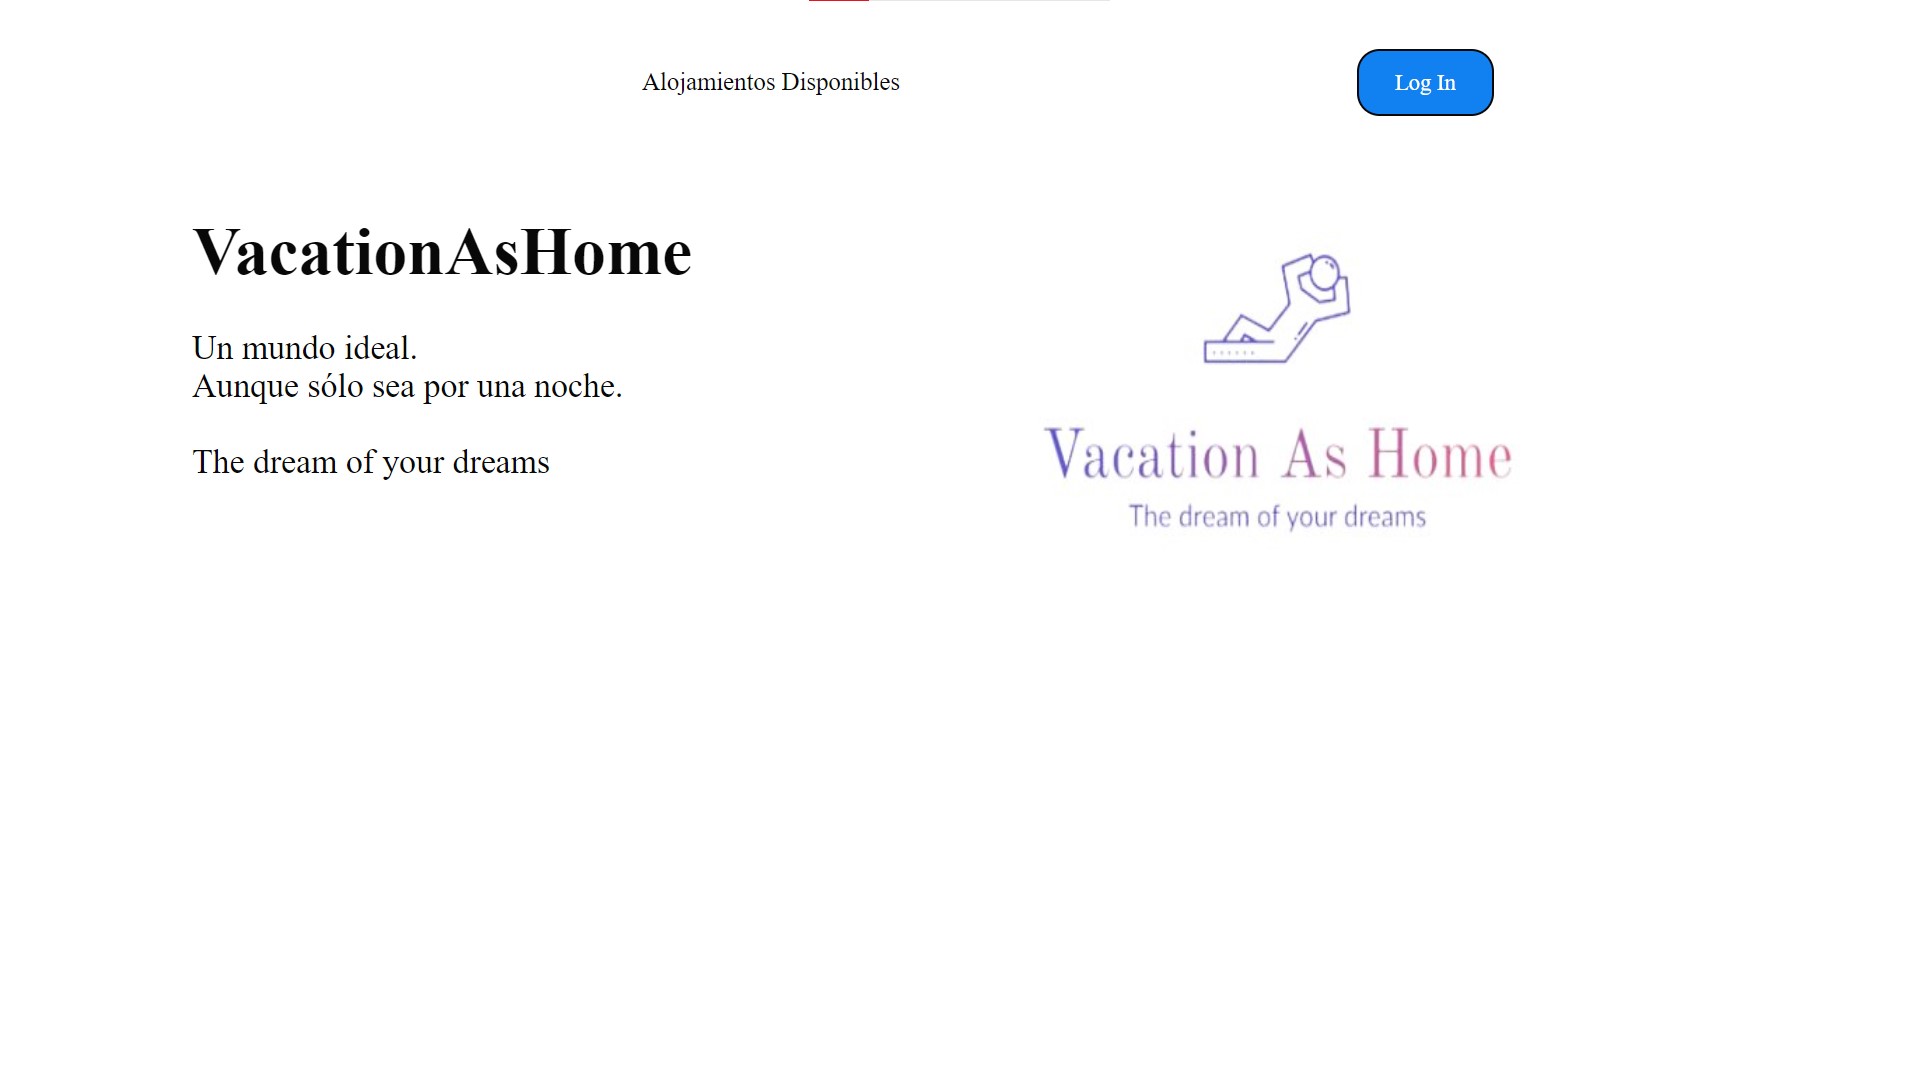 Alojamientos Disponibles
Log In
VacationAsHome
Un mundo ideal.
Aunque sólo sea por una noche.
The dream of your dreams
Vacation As Home
The dream of your dreams